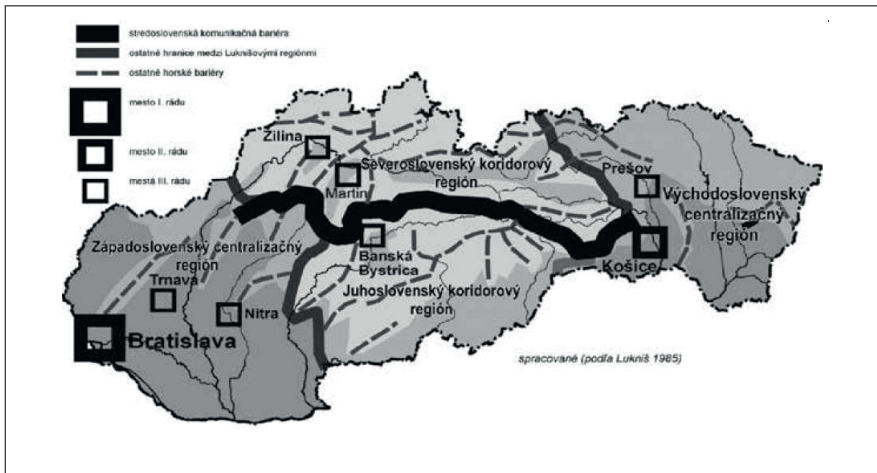 stredoslovenská komunikačná bariéra
ostatné hranice medzi Luknišovými regiónmi
ostatné horské bariéry
mesto I. rádu
mesto II. rádu
mestá III. rádu
Žilina
Martin
Severoslovenský koridorový
región
Prešov
Východoslovenský
centralizačný
región
Západoslovenský centralizačný
región
Banská
Bystrica
Košice
Trnava
Nitra
Juhoslovenský koridorový
región
Bratislava
spracované (podľa Lukniš 1985)